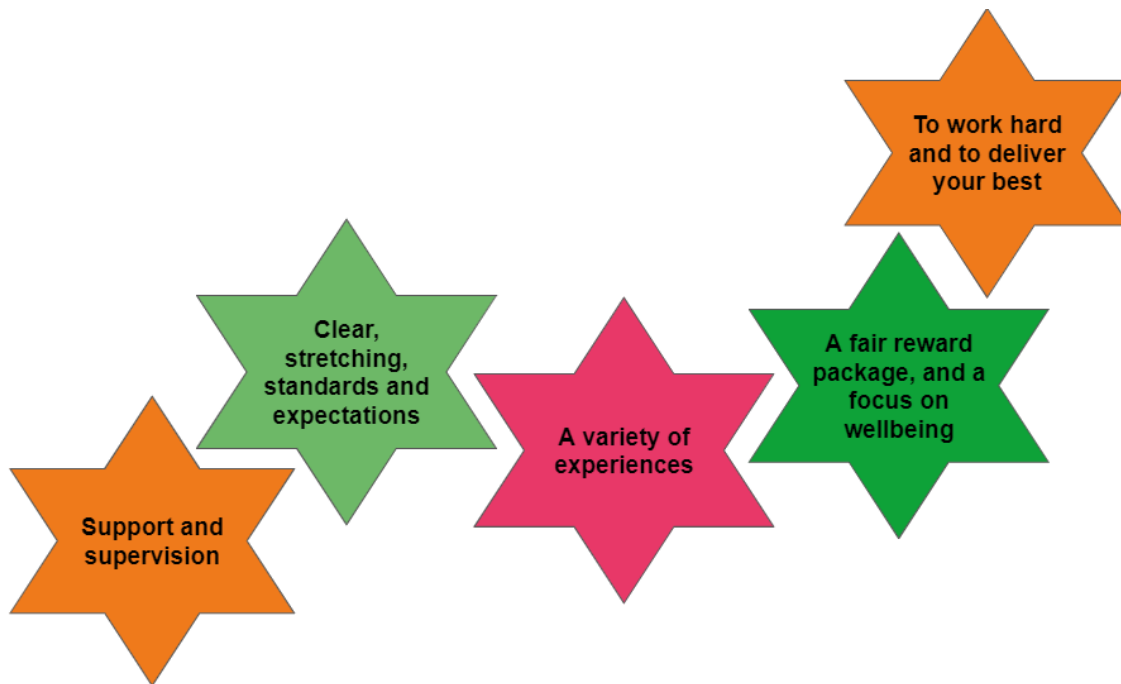 To work hard
and to deliver
your best
Clear,
stretching,
standards and
expectations
A fair reward
package, and a
focus on
wellbeing
A variety of
experiences
Support and
supervision